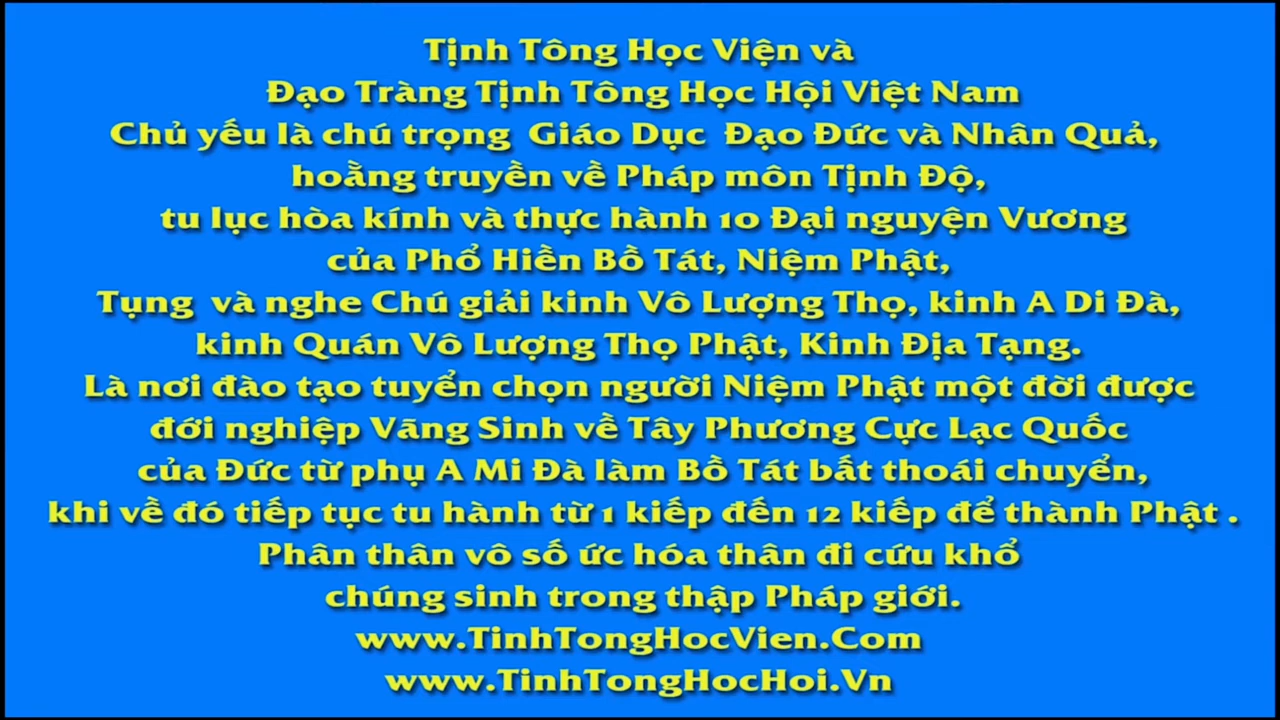 Tịnh Tông Học Viện và
Đạo Tràng Tịnh Tông Học Hội Việt Nam
Chủ yếu là chú trọng Giáo Dục Đạo Đức và Nhân Quả,
hoằng truyền về Pháp môn Tịnh Độ,
tu lục hòa kính và thực hành 10 Đại nguyện Vương
của Phổ Hiền Bồ Tát, Niệm Phật,
Tụng và nghe Chú giải kinh Vô Lượng Thọ, kinh A Di Đà,
kinh Quán Vô Lượng Thọ Phật, Kinh Địa Tạng.
Là nơi đào tạo tuyển chọn người Niệm Phật một đời được
đới nghiệp Vãng Sinh về Tây Phương Cực Lạc Quốc
của Đức từ phụ A Mi Đà làm Bồ Tát bất thoái chuyển,
khi về đó tiếp tục tu hành từ 1 kiếp đến 12 kiếp để thành Phật .
Phân thân vô số ức hóa thân đi cứu khổ
chúng sinh trong thập Pháp giới.
www.TinhTongHocVien.Com
www.TinhTongHocHoi.Vn